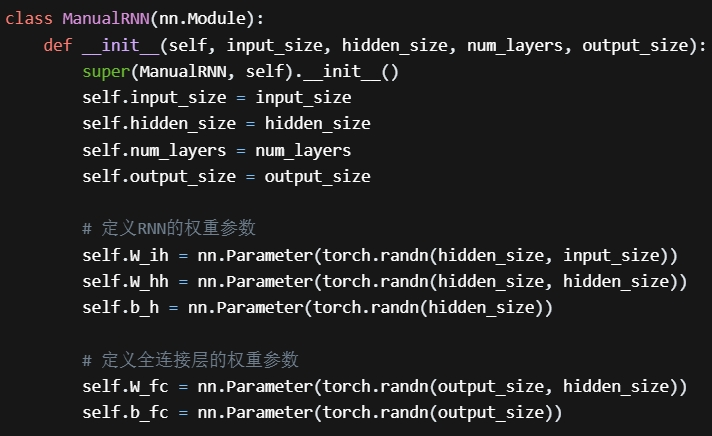 class ManualRNN(nn.Module):
    def __init__(self, input_size, hidden_size, num_layers, output_size):
        super(ManualRNN, self).__init__()
        self.input_size = input_size
        self.hidden_size = hidden_size
        self.num_layers = num_layers
        self.output_size = output_size

        # 定义RNN的权重参数
        self.W_ih = nn.Parameter(torch.randn(hidden_size, input_size))
        self.W_hh = nn.Parameter(torch.randn(hidden_size, hidden_size))
        self.b_h = nn.Parameter(torch.randn(hidden_size))

        # 定义全连接层的权重参数
        self.W_fc = nn.Parameter(torch.randn(output_size, hidden_size))
        self.b_fc = nn.Parameter(torch.randn(output_size))